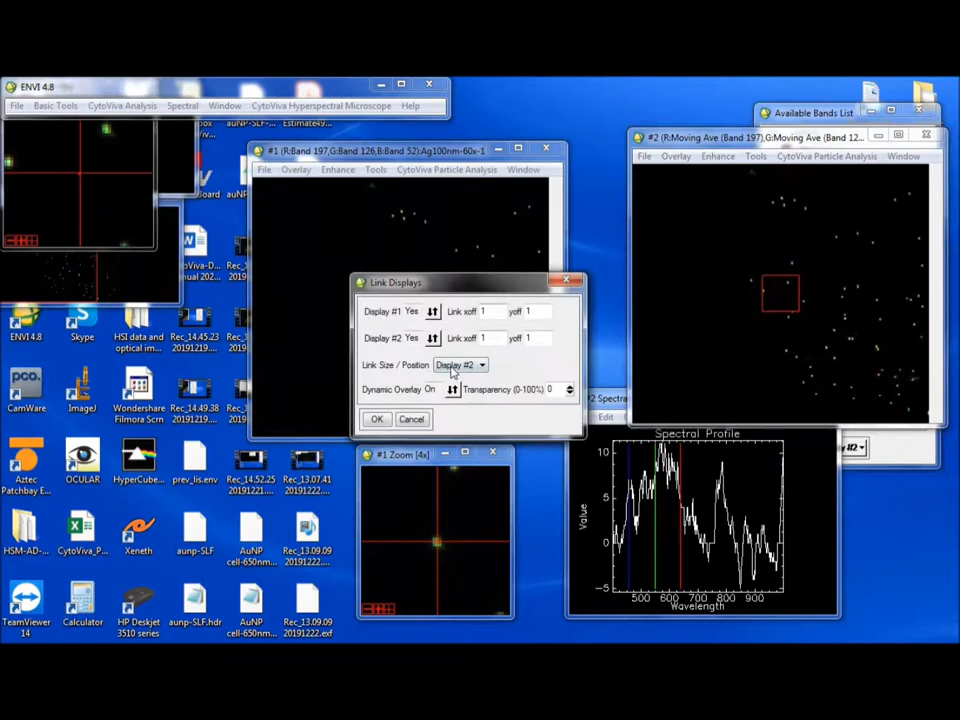 ENVI 4.8
File Basic Tools CytoViva Analysis Spectral Window CytoViva Hyperspectral Microscope Help
auNP-SLF-
Estimate49...
Board
Available Bands List
#1 (R:Band 197,G:Band 126,B:Band 52):Ag100nm-60x-1
File Overlay Enhance Tools CytoViva Particle Analysis Window
#2 (R:Moving Ave (Band 197),G:Moving Ave (Band 12...
File Overlay Enhance Tools CytoViva Particle Analysis Window
Link Displays
Display #1 Yes Link xoff 1 yoff 1
Display #2 Yes Link xoff 1 yoff 1
Link Size / Position Display #2
Dynamic Overlay On Transparency (0-100%) 0
OK Cancel
#1 Zoom [4x]
#2 Spectra
Edit
Spectral Profile
Value
10
5
0
-5
500 600 700 800 900
Wavelength
ENVI 4.8
Skype
HSI data and optical im...
Rec_14.45.23
20191219....
CamWare
ImageJ
Wondershare
Filmora Scrn
Rec_14.49.38
20191219....
Aztec
Patchbay E...
OCULAR
HyperCube...
prev_lis.env
Rec_14.52.25
20191221....
Rec_13.07.41
20191222....
HSM-AD-...
CytoViva_P...
Xeneth
aunp-SLF
AuNP
cell-650nm...
Rec_13.09.09
20191222....
TeamViewer
14
Calculator
HP Deskjet
3510 series
aunp-SLF.hdr
AuNP
cell-650nm...
Rec_13.09.09
20191222.exf